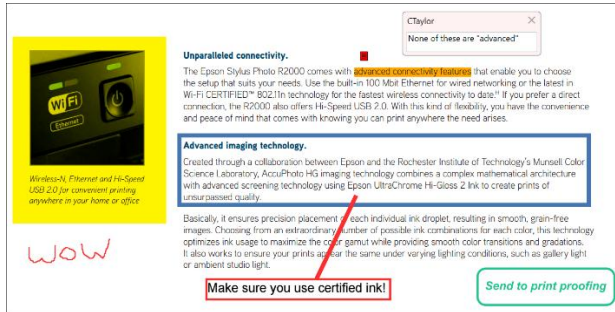 CTaylor
None of these are "advanced"
Unparalleled connectivity.
The Epson Stylus Photo R2000 comes with advanced connectivity features that enable you to choose
the setup that suits your needs. Use the built-in 100 Mbit Ethernet for wired networking or the latest in
Wi-Fi CERTIFIED™ 802.11n technology for the fastest wireless connectivity to date. If you prefer a direct
connection, the R2000 also offers Hi-Speed USB 2.0. With this kind of flexibility, you have the convenience
and peace of mind that comes with knowing you can print anywhere the need arises.
WiFi
Ethernet
Wireless-N, Ethernet and Hi-Speed
USB 2.0 for convenient printing
anywhere in your home or office
Advanced imaging technology.
Created through a collaboration between Epson and the Rochester Institute of Technology's Munsell Color
Science Laboratory, AccuPhoto HG imaging technology combines a complex mathematical architecture
with advanced screening technology using Epson UltraChrome Hi-Gloss 2 Ink to create prints of
unsurpassed quality.
Basically, it ensures precision placement of each individual ink droplet, resulting in smooth, grain-free
images. Choosing from an extraordinary number of possible ink combinations for each color, this technology
optimizes ink usage to maximize the color gamut while providing smooth color transitions and gradations.
It also works to ensure your prints appear the same under varying lighting conditions, such as gallery light
or ambient studio light.
WOW
Make sure you use certified ink!
Send to print proofing